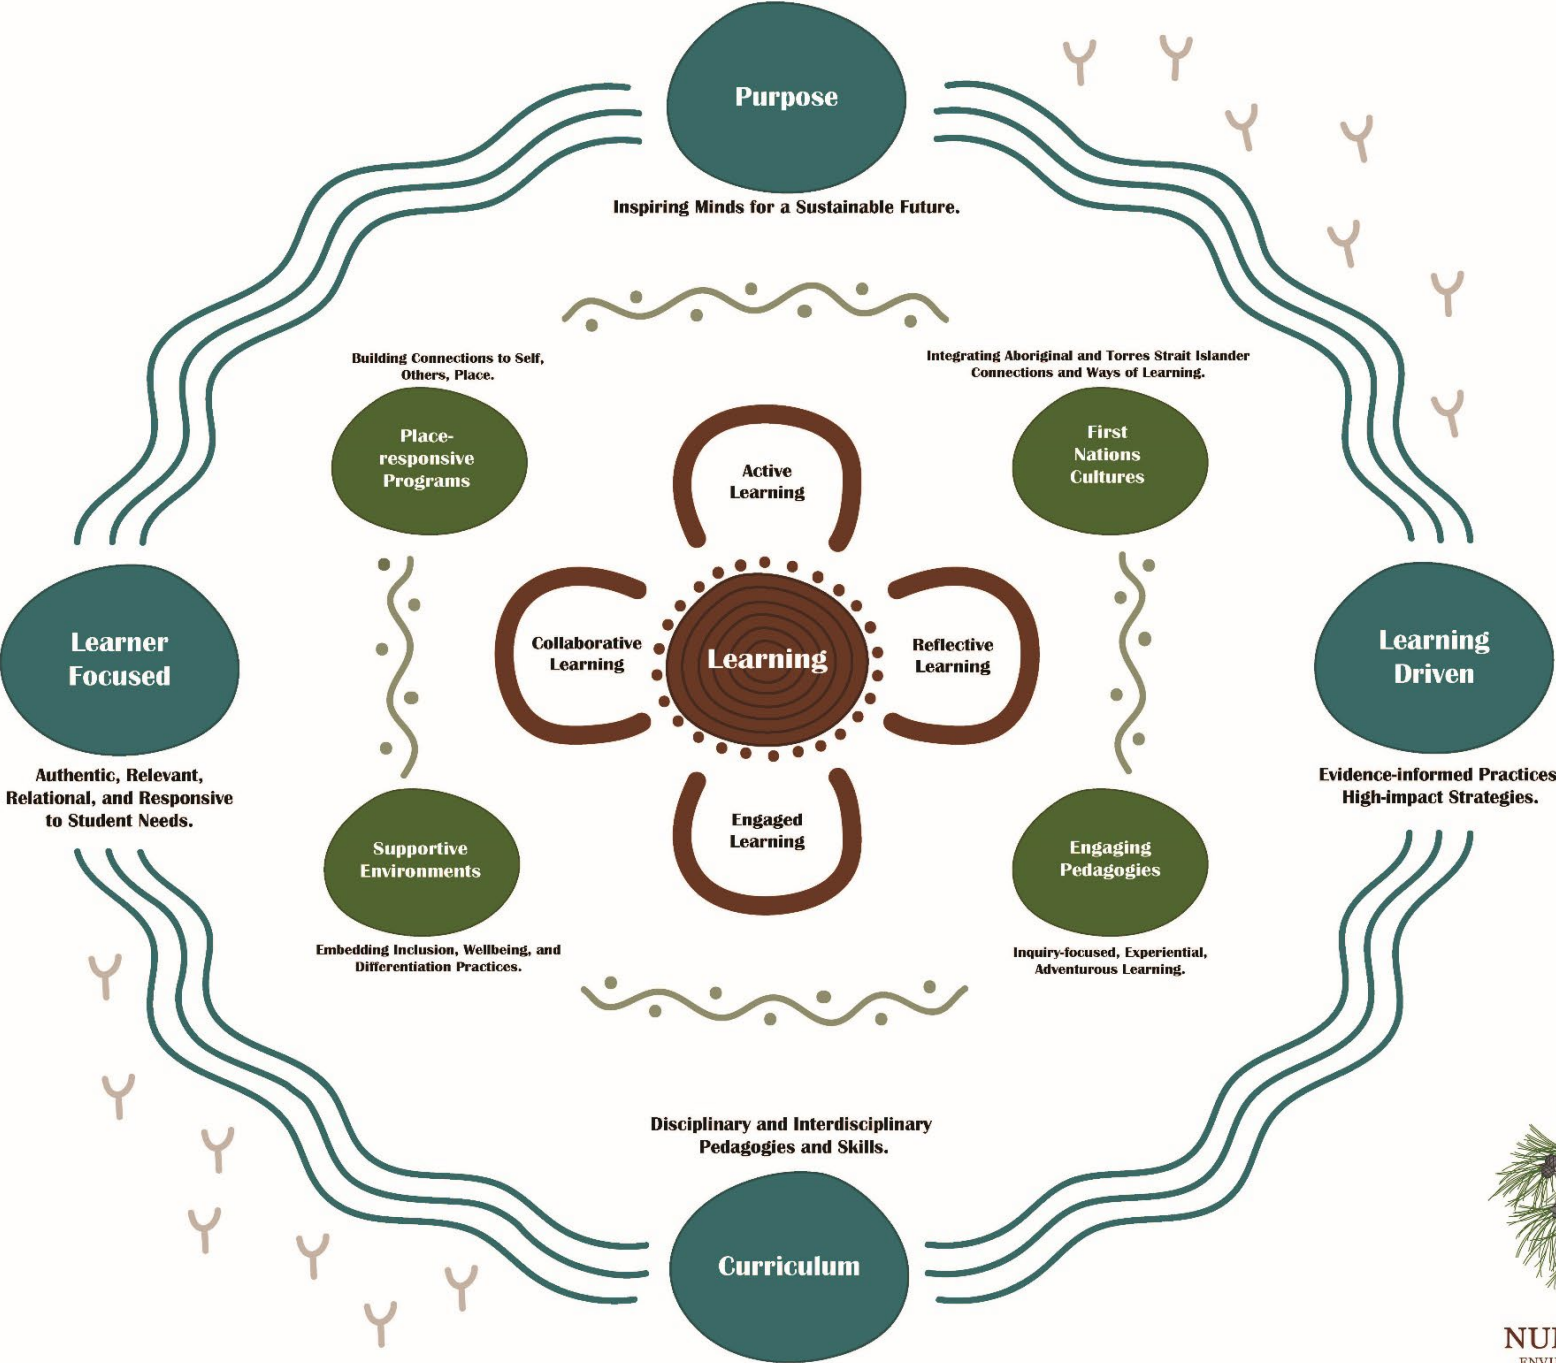 Purpose
Inspiring Minds for a Sustainable Future.
Building Connections to Self,
Others, Place.
Place-
responsive
Programs
Integrating Aboriginal and Torres Strait Islander
Connections and Ways of Learning.
First
Nations
Cultures
Active
Learning
Collaborative
Learning
Learning
Reflective
Learning
Engaged
Learning
Learner
Focused
Authentic, Relevant,
Relational, and Responsive
to Student Needs.
Learning
Driven
Evidence-informed Practices
High-impact Strategies.
Supportive
Environments
Embedding Inclusion, Wellbeing, and
Differentiation Practices.
Engaging
Pedagogies
Inquiry-focused, Experiential,
Adventurous Learning.
Disciplinary and Interdisciplinary
Pedagogies and Skills.
Curriculum